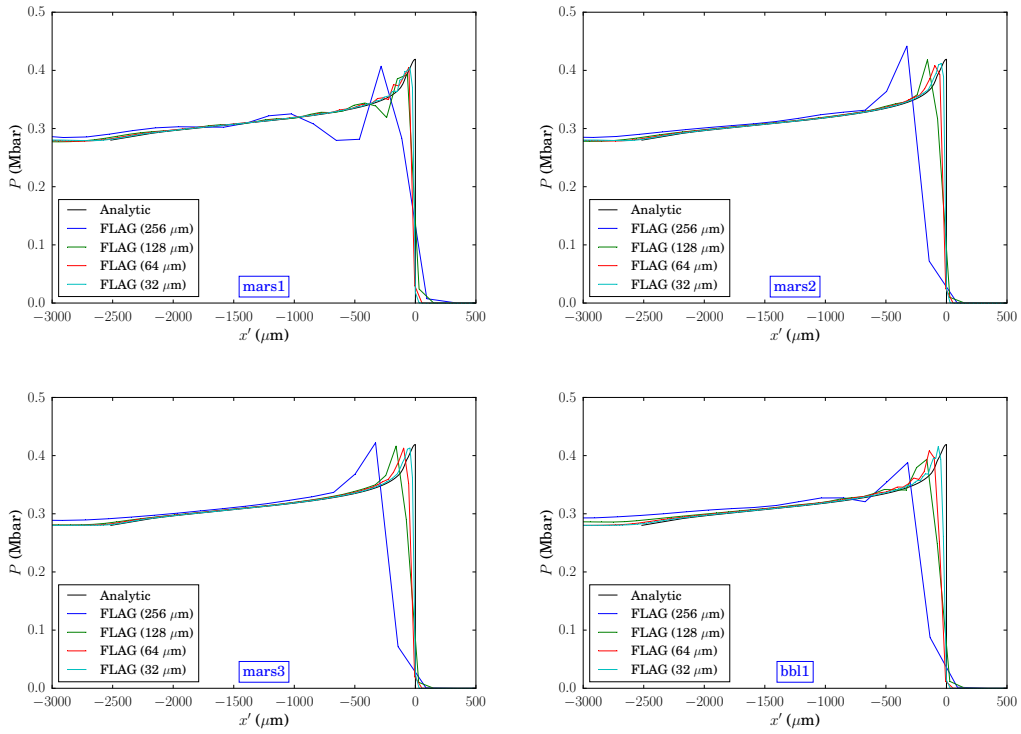 0.5
0.4
0.3
0.2
0.1
0.0
P (Mbar)
Analytic
FLAG (256 μm)
FLAG (128 μm)
FLAG (64 μm)
FLAG (32 μm)
mars1
−3000 −2500 −2000 −1500 −1000 −500 0 500
x′ (μm)
0.5
0.4
0.3
0.2
0.1
0.0
P (Mbar)
Analytic
FLAG (256 μm)
FLAG (128 μm)
FLAG (64 μm)
FLAG (32 μm)
mars2
−3000 −2500 −2000 −1500 −1000 −500 0 500
x′ (μm)
0.5
0.4
0.3
0.2
0.1
0.0
P (Mbar)
Analytic
FLAG (256 μm)
FLAG (128 μm)
FLAG (64 μm)
FLAG (32 μm)
mars3
−3000 −2500 −2000 −1500 −1000 −500 0 500
x′ (μm)
0.5
0.4
0.3
0.2
0.1
0.0
P (Mbar)
Analytic
FLAG (256 μm)
FLAG (128 μm)
FLAG (64 μm)
FLAG (32 μm)
bbl1
−3000 −2500 −2000 −1500 −1000 −500 0 500
x′ (μm)